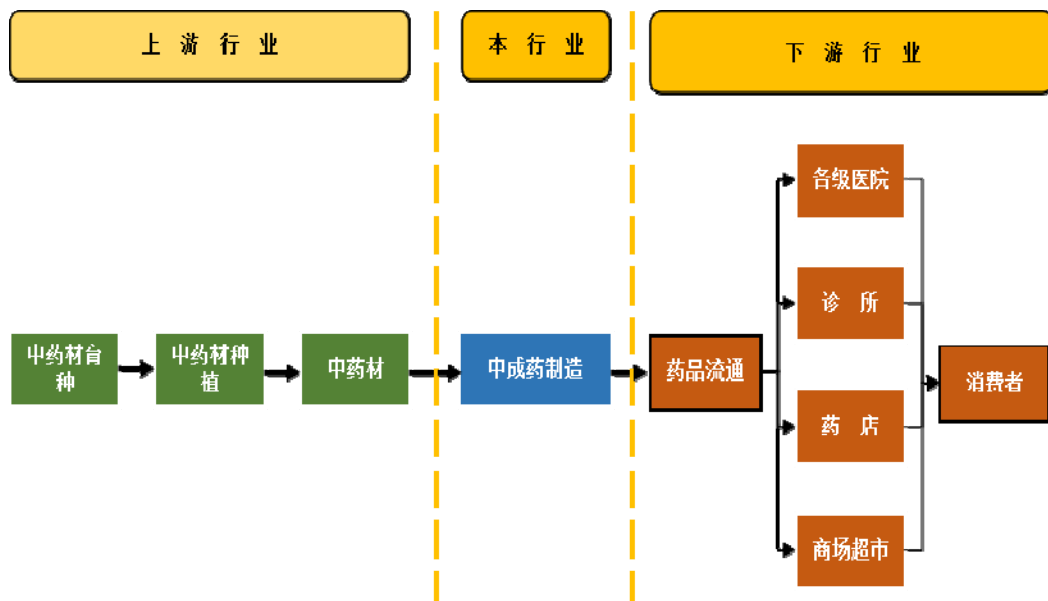 上 游 行 业
本 行 业
下 游 行 业
中药材育
种
中药材种
植
中药材
中成药制造
药品流通
各级医院
诊 所
药 店
商场超市
消费者